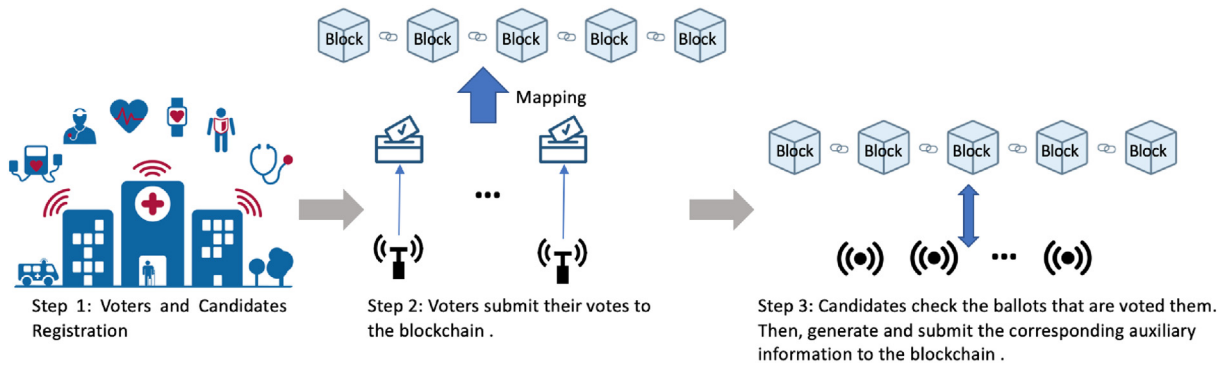 Block Block Block Block Block
Mapping
Block Block Block Block Block
Step 1: Voters and Candidates
Registration
Step 2: Voters submit their votes to
the blockchain .
Step 3: Candidates check the ballots that are voted them.
Then, generate and submit the corresponding auxiliary
information to the blockchain .